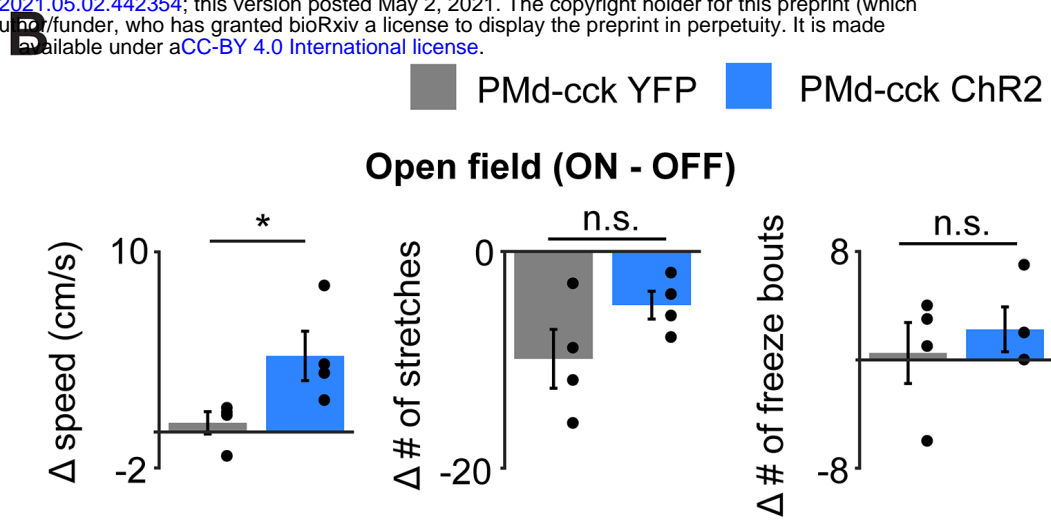 2021.05.02.442354; this version posted May 2, 2021. The copyright holder for this preprint (which
author/funder, who has granted bioRxiv a license to display the preprint in perpetuity. It is made
B
available under aCC-BY 4.0 International license.
PMd-cck YFP PMd-cck ChR2
Open field (ON - OFF)
* n.s. n.s.
Δ speed (cm/s)
10
-2
Δ # of stretches
0
-20
Δ # of freeze bouts
8
-8